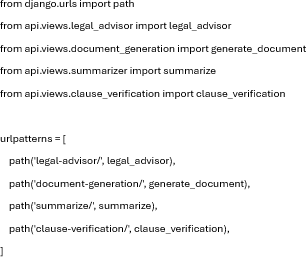 from django.urls import path
from api.views.legal_advisor import legal_advisor
from api.views.document_generation import generate_document
from api.views.summarizer import summarize
from api.views.clause_verification import clause_verification
urlpatterns = [
path('legal-advisor/', legal_advisor),
path('document-generation/', generate_document),
path('summarize/', summarize),
path('clause-verification/', clause_verification),
]